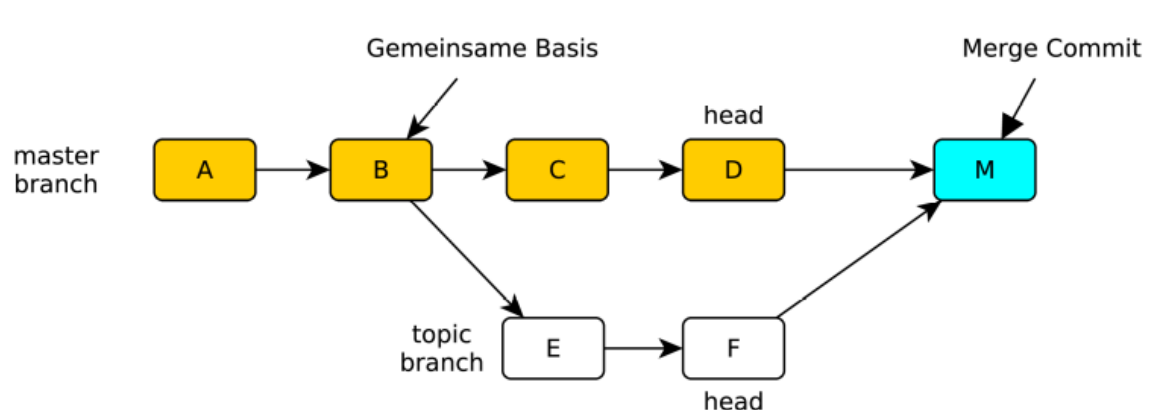 Gemeinsame Basis
Merge Commit
head
master
branch
A
B
C
D
M
topic
branch
E
F
head